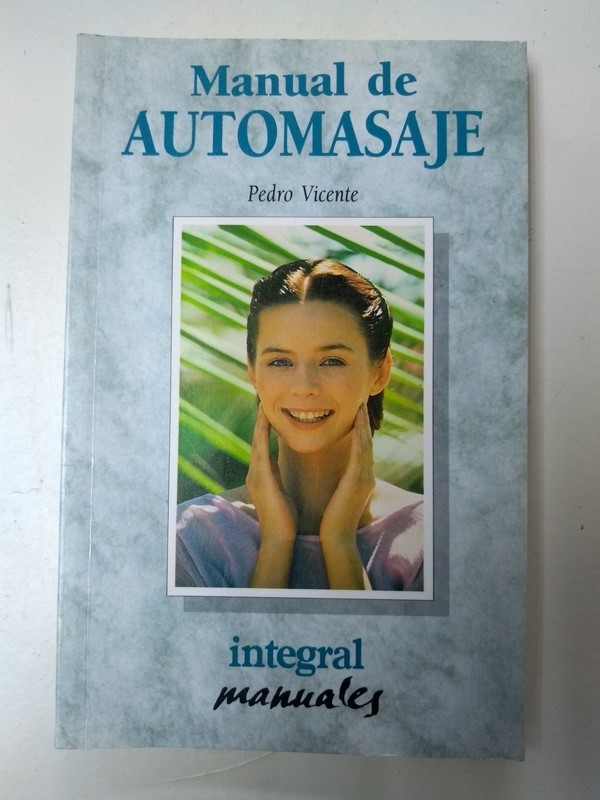 Manual de
AUTOMASAJE
Pedro Vicente
integral
manuales